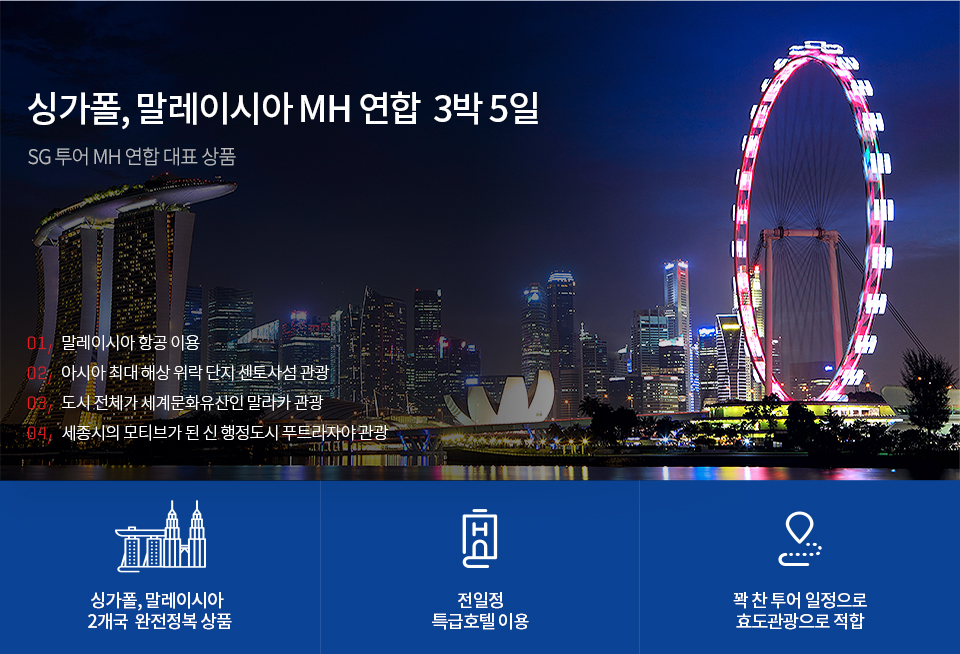 싱가폴, 말레이시아 MH 연합 3박 5일
SG 투어 MH 연합 대표 상품
01, 말레이시아 항공 이용
02, 아시아 최대 해상 위락 단지 센토사섬 관광
03, 도시 전체가 세계문화유산인 말라카 관광
04, 세종시의 모티브가 된 신 행정도시 푸트라자야 관광
싱가폴, 말레이시아
2개국 완전정복 상품
전일정
특급호텔 이용
꽉 찬 투어 일정으로
효도관광으로 적합